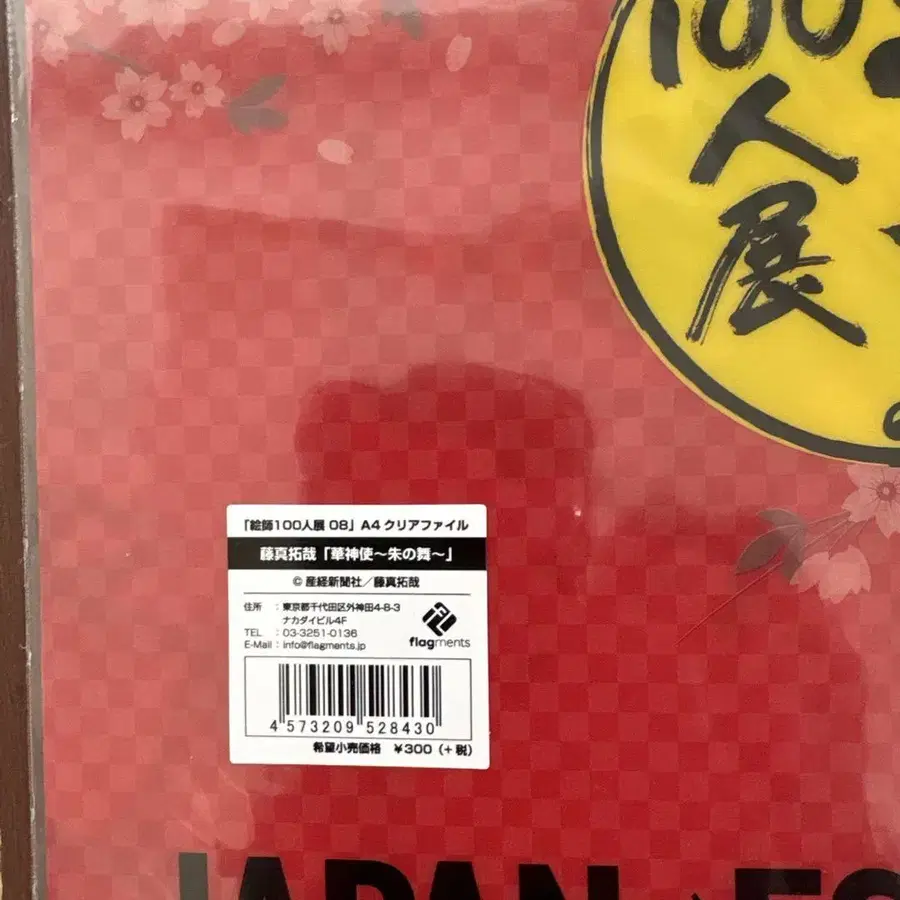 100
人
展
「絵師100人展 08」 A4 クリアファイル
藤真拓哉「華神使〜朱の舞〜」
© 産経新聞社／藤真拓哉
住所 : 東京都千代田区外神田4-8-3
ナカダイビル4F
TEL : 03-3251-0136
E-Mail : info@flagments.jp
flagments
4 573209 528430
希望小売価格 ¥300 (+税)
JAPAN